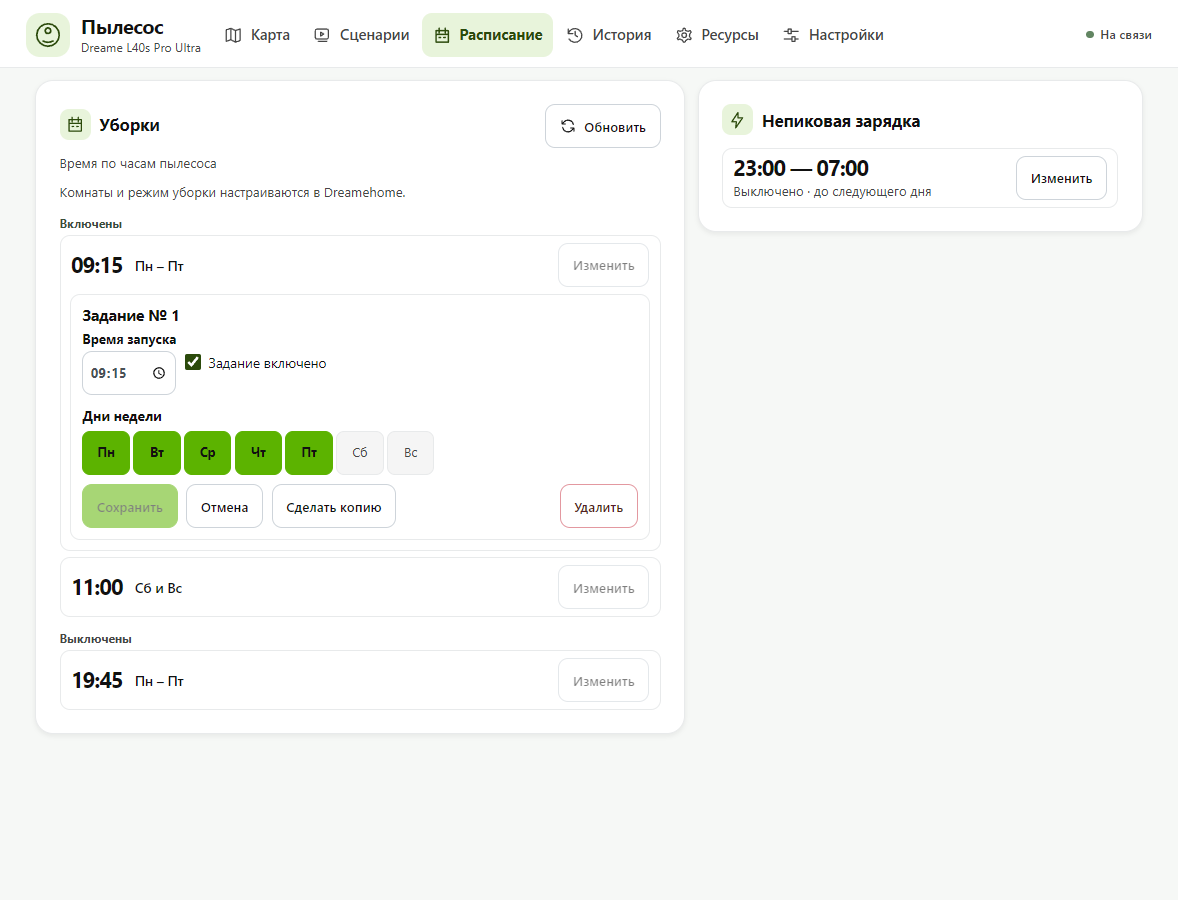 Пылесос
Dreame L40s Pro Ultra
Карта
Сценарии
Расписание
История
Ресурсы
Настройки
На связи
Уборки
Обновить
Время по часам пылесоса
Комнаты и режим уборки настраиваются в Dreamehome.
Включены
09:15 Пн – Пт
Изменить
Задание № 1
Время запуска
09:15
Задание включено
Дни недели
Пн Вт Ср Чт Пт Сб Вс
Сохранить
Отмена
Сделать копию
Удалить
11:00 Сб и Вс
Изменить
Выключены
19:45 Пн – Пт
Изменить
Непиковая зарядка
23:00 — 07:00
Выключено · до следующего дня
Изменить